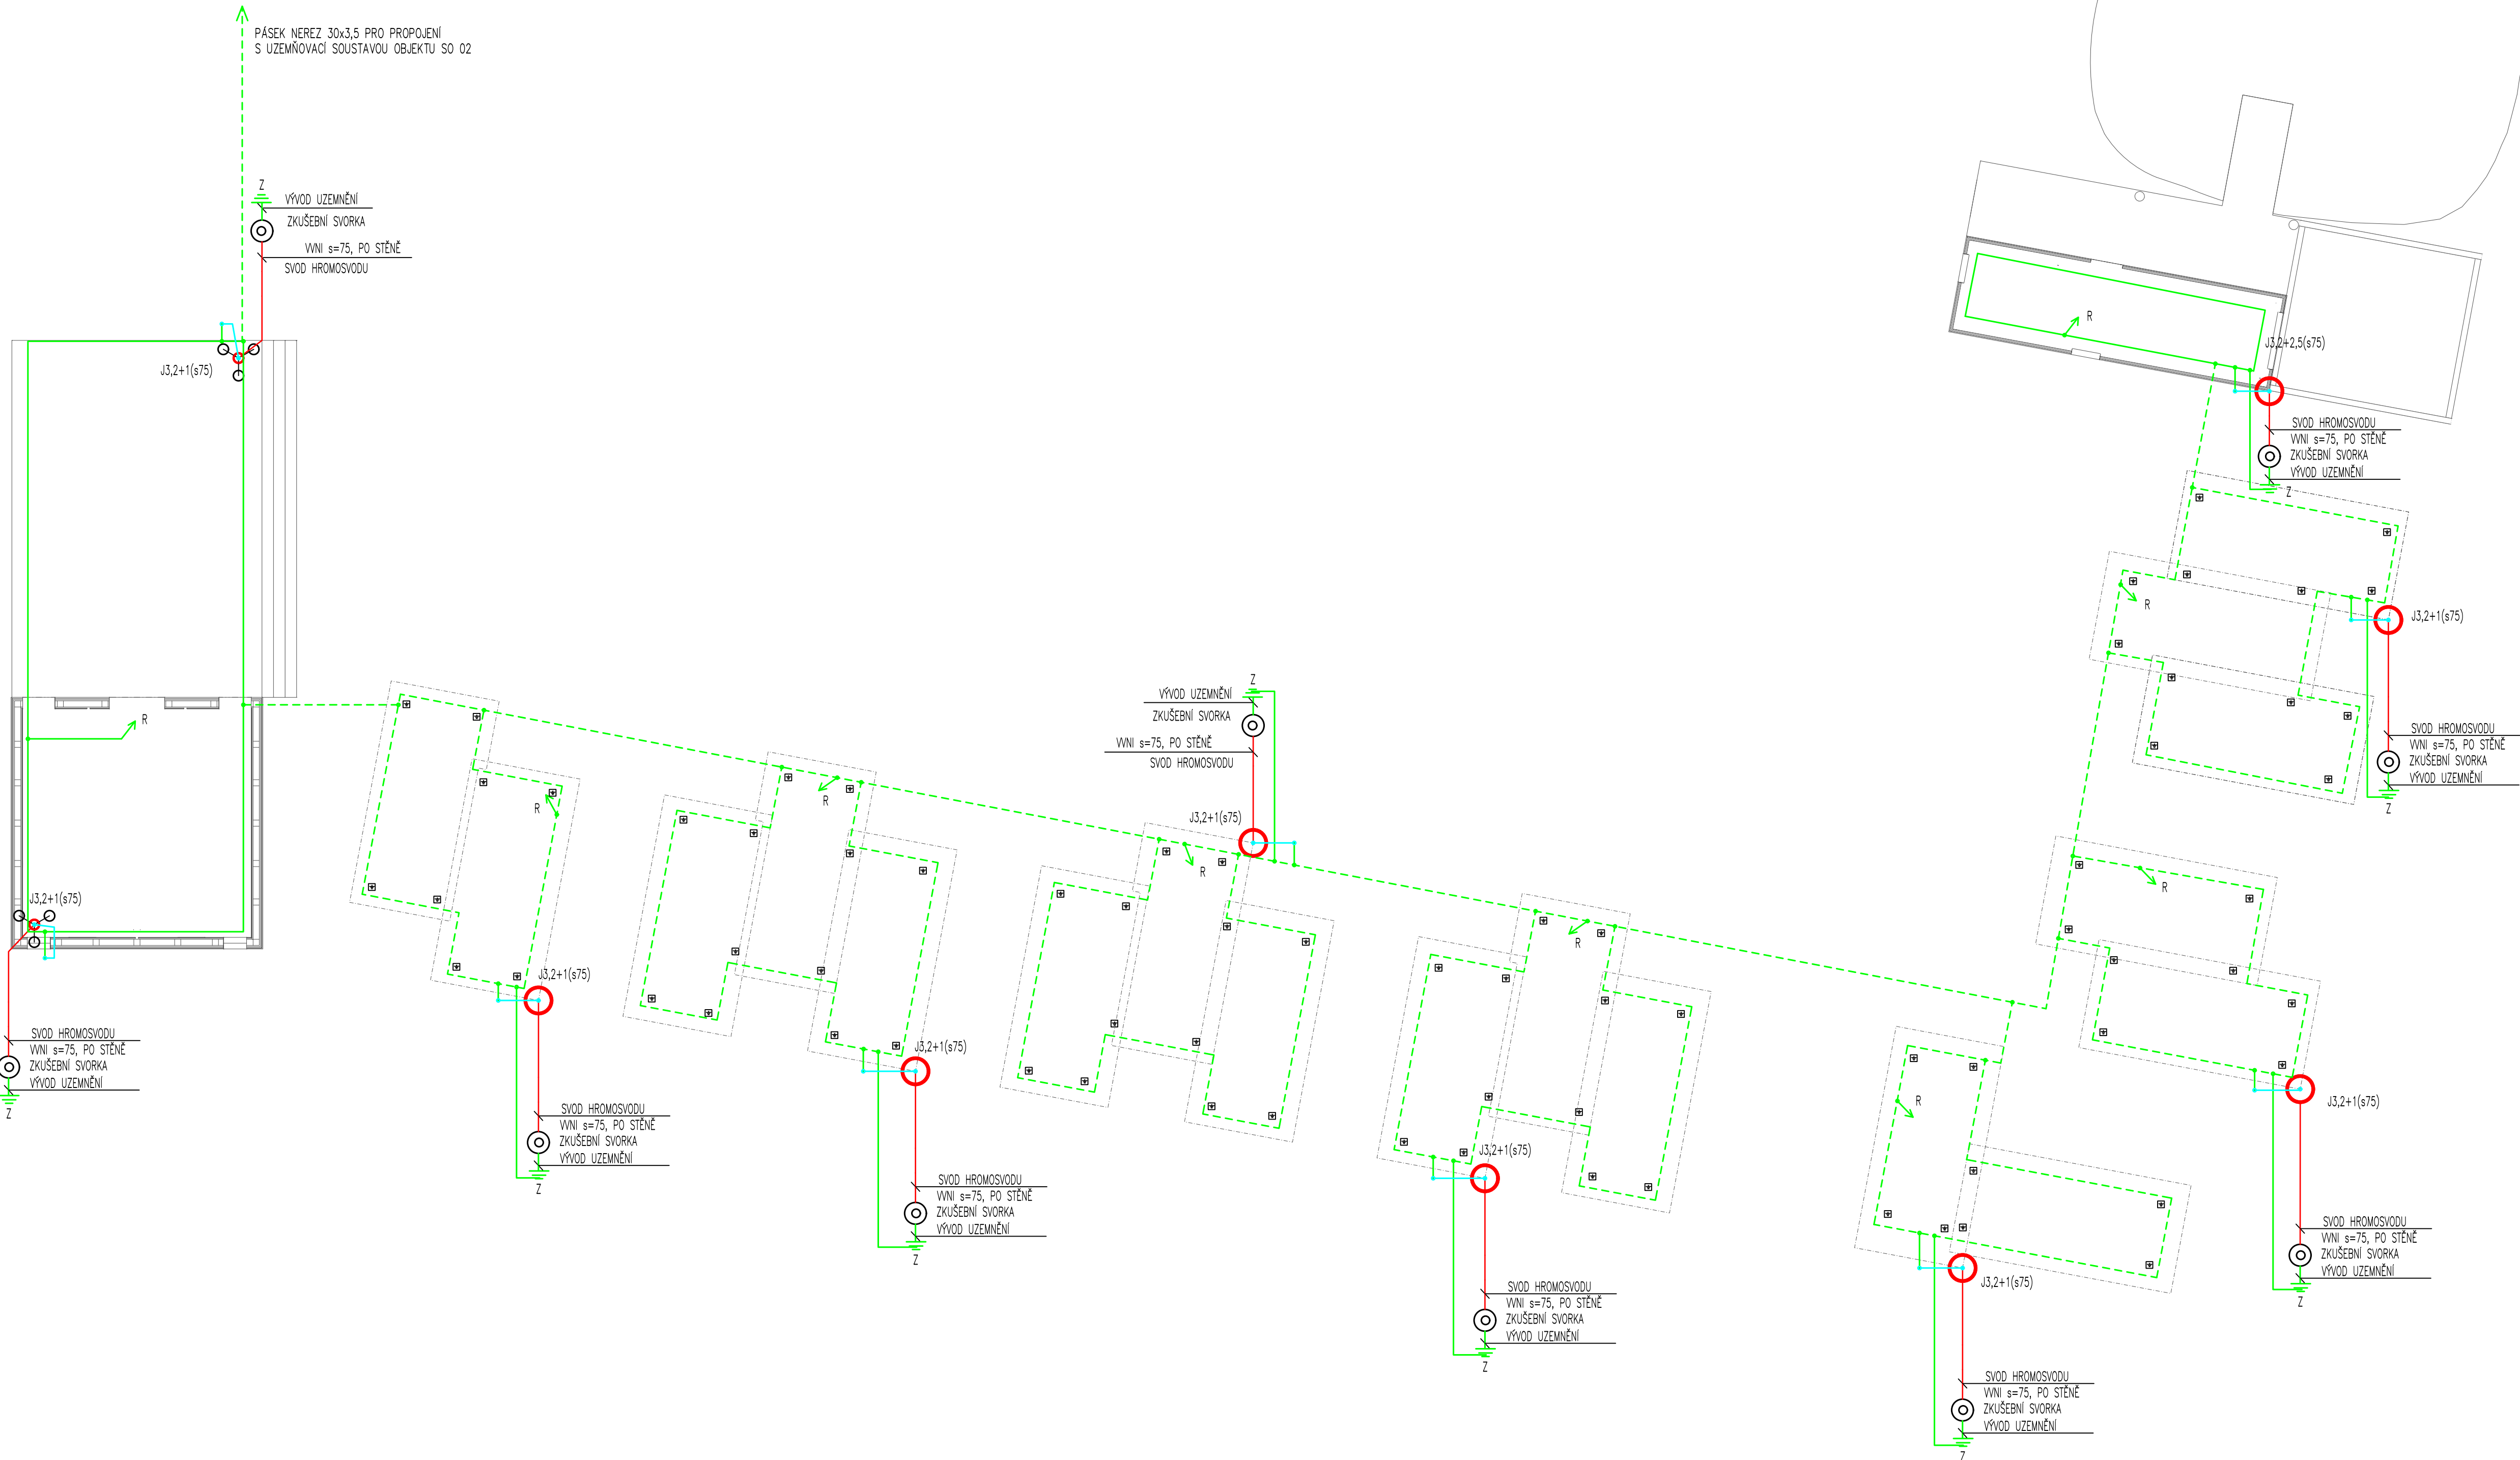 PÁSEK NEREZ 30x3,5 PRO PROPOJENÍ
S UZEMŇOVACÍ SOUSTAVOU OBJEKTU SO 02
Z
VÝVOD UZEMNĚNÍ
ZKUŠEBNÍ SVORKA
VVNI s=75, PO STĚNĚ
SVOD HROMOSVODU
J3,2+1(s75)
R
J3,2+1(s75)
SVOD HROMOSVODU
VVNI s=75, PO STĚNĚ
ZKUŠEBNÍ SVORKA
VÝVOD UZEMNĚNÍ
Z
R
J3,2+1(s75)
SVOD HROMOSVODU
VVNI s=75, PO STĚNĚ
ZKUŠEBNÍ SVORKA
VÝVOD UZEMNĚNÍ
Z
R
J3,2+1(s75)
SVOD HROMOSVODU
VVNI s=75, PO STĚNĚ
ZKUŠEBNÍ SVORKA
VÝVOD UZEMNĚNÍ
Z
Z
VÝVOD UZEMNĚNÍ
ZKUŠEBNÍ SVORKA
VVNI s=75, PO STĚNĚ
SVOD HROMOSVODU
J3,2+1(s75)
R
R
J3,2+1(s75)
SVOD HROMOSVODU
VVNI s=75, PO STĚNĚ
ZKUŠEBNÍ SVORKA
VÝVOD UZEMNĚNÍ
Z
R
J3,2+2,5(s75)
SVOD HROMOSVODU
VVNI s=75, PO STĚNĚ
ZKUŠEBNÍ SVORKA
VÝVOD UZEMNĚNÍ
Z
R
J3,2+1(s75)
SVOD HROMOSVODU
VVNI s=75, PO STĚNĚ
ZKUŠEBNÍ SVORKA
VÝVOD UZEMNĚNÍ
Z
R
J3,2+1(s75)
SVOD HROMOSVODU
VVNI s=75, PO STĚNĚ
ZKUŠEBNÍ SVORKA
VÝVOD UZEMNĚNÍ
Z
R
J3,2+1(s75)
SVOD HROMOSVODU
VVNI s=75, PO STĚNĚ
ZKUŠEBNÍ SVORKA
VÝVOD UZEMNĚNÍ
Z